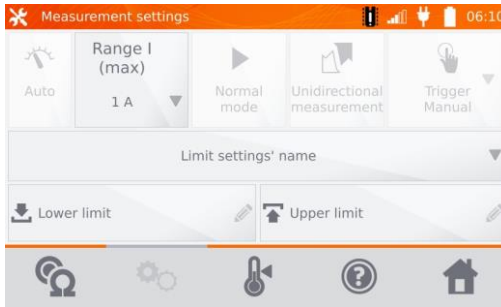 Measurement settings 06:10
Auto
Range I
(max)
1 A
Normal
mode
Unidirectional
measurement
Trigger
Manual
Limit settings' name
Lower limit
Upper limit